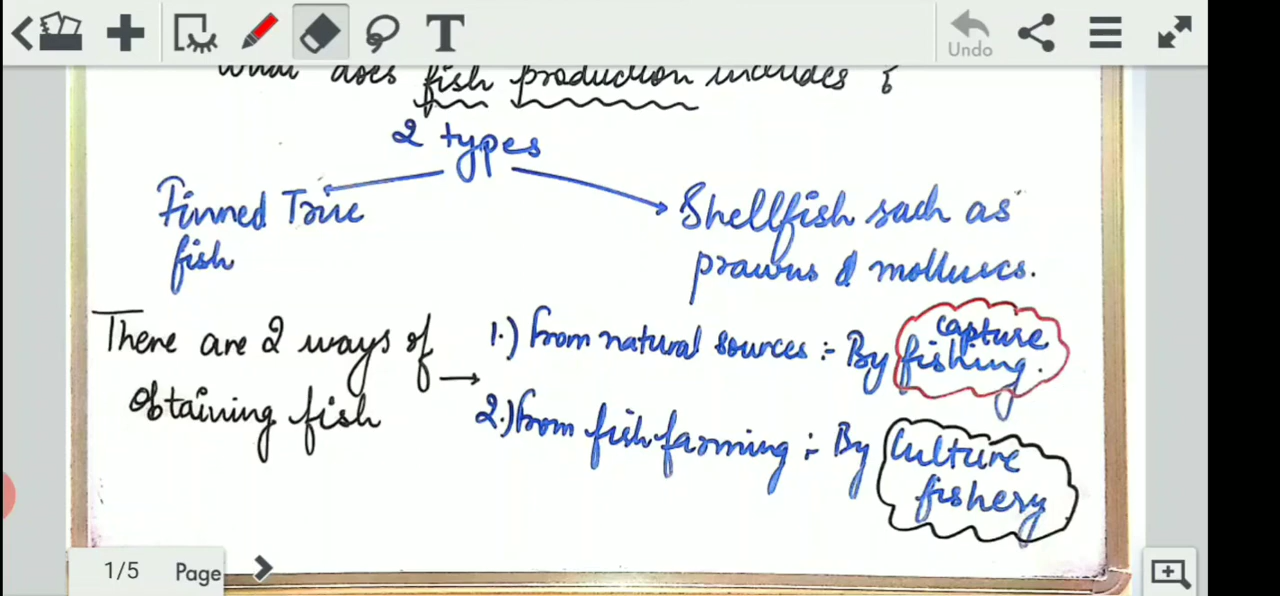 Undo
what does fish production includes ?
2 types
Finned True
fish
Shellfish such as
prawns & molluscs.
There are 2 ways of
obtaining fish
1.) From natural sources :- By capture
fishing.
2.) From fish farming :- By Culture
fishery
1/5 Page